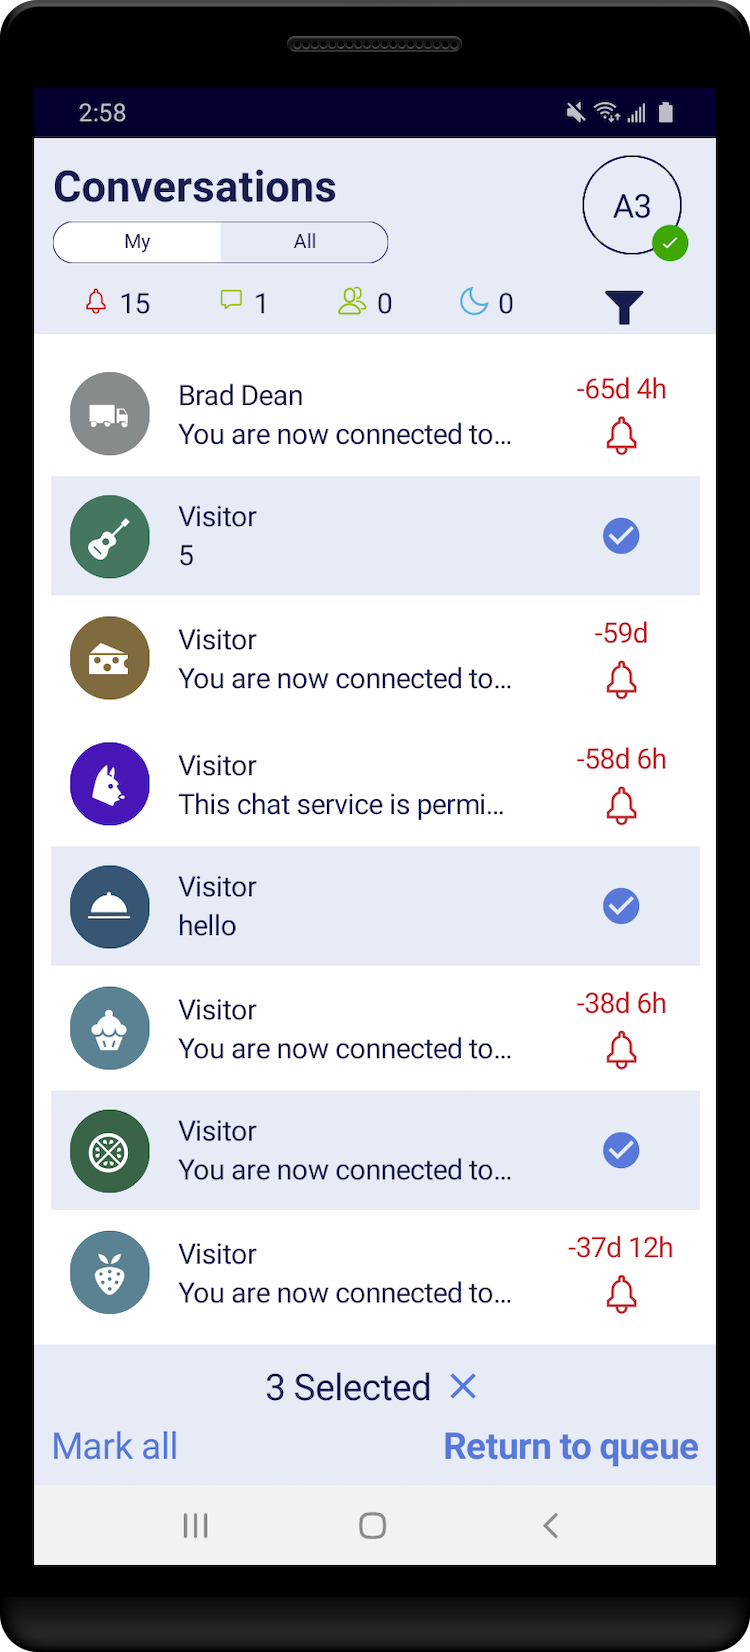 2:58
Conversations
A3
My All
15 1 0 0
Brad Dean
-65d 4h
You are now connected to...
Visitor
5
Visitor
-59d
You are now connected to...
Visitor
-58d 6h
This chat service is permi...
Visitor
hello
Visitor
-38d 6h
You are now connected to...
Visitor
You are now connected to...
Visitor
-37d 12h
You are now connected to...
3 Selected
Mark all Return to queue